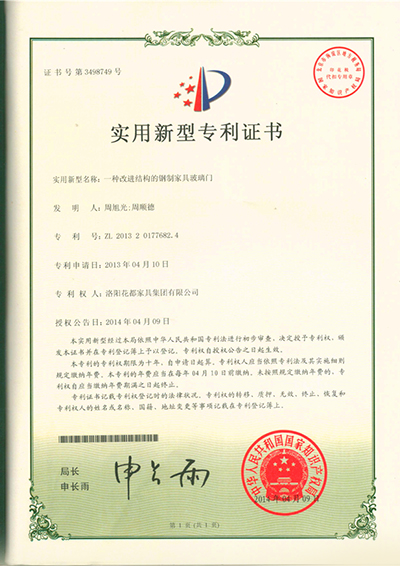 证书号第3498749号
实用新型专利证书
实用新型名称：一种改进结构的钢制家具玻璃门
发明人：周旭光;周顺德
专利号：ZL 2013 2 0177682.4
专利申请日：2013年04月10日
专利权人：洛阳花都家具集团有限公司
授权公告日：2014年04月09日
本实用新型经过本局依照中华人民共和国专利法进行初步审查，决定授予专利权，颁
发本证书并在专利登记簿上予以登记。专利权自授权公告之日起生效。
本专利的专利权期限为十年，自申请日起算。专利权人应当依照专利法及其实施细则
规定缴纳年费。本专利的年费应当在每年04月10日前缴纳。未按照规定缴纳年费的，专
利权自应当缴纳年费期满之日起终止。
专利证书记载专利权登记时的法律状况。专利权的转移、质押、无效、终止、恢复和
专利权人的姓名或名称、国籍、地址变更等事项记载在专利登记簿上。
局长
申长雨
申长雨
中华人民共和国国家知识产权局
2014年04月09日
第1页(共1页)